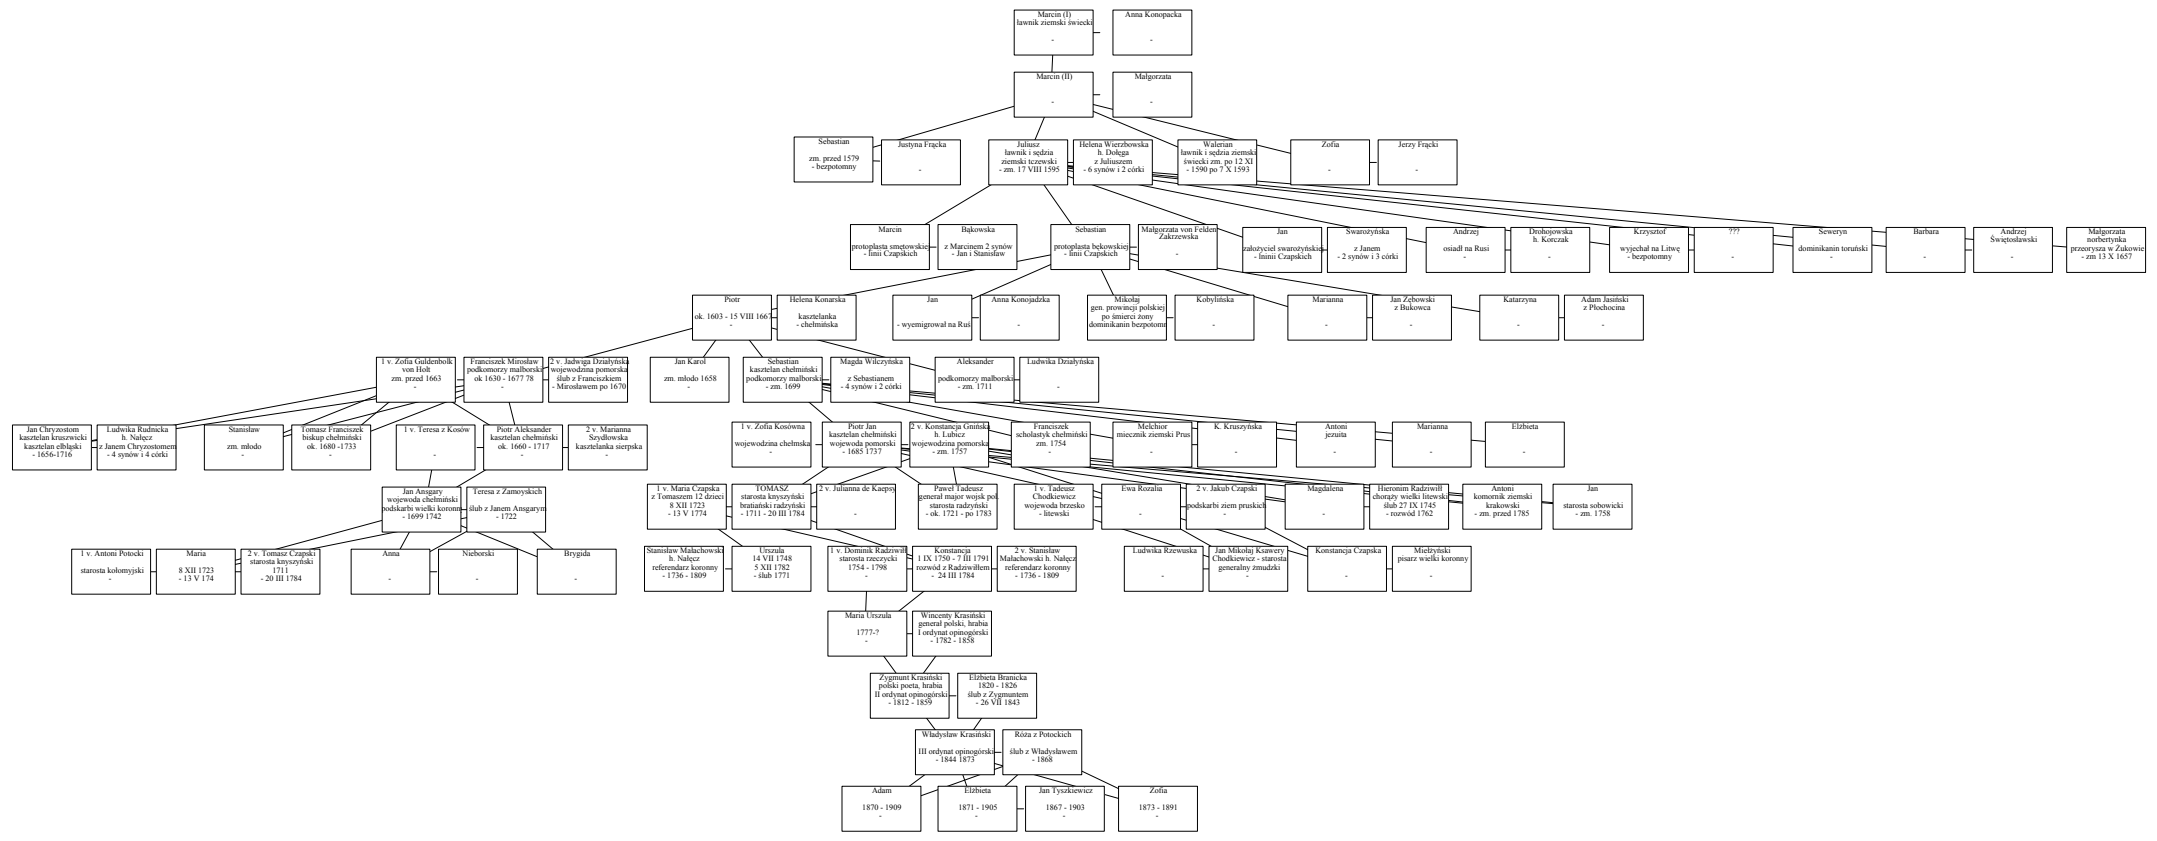 Marcin (I)
ławnik ziemski świecki
-
Anna Konopacka
-
Marcin (II)
-
Małgorzata
-
Sebastian
zm. przed 1579
- bezpotomny
Justyna Frącka
-
Juliusz
ławnik i sędzia
ziemski tczewski
- zm. 17 VIII 1595
Helena Wierzbowska
h. Dołęga
z Juliuszem
- 6 synów i 2 córki
Walerian
ławnik i sędzia ziemski
świecki zm. po 12 XI
- 1590 po 7 X 1593
Zofia
-
Jerzy Frącki
-
Marcin
protoplasta smętowskiej
- linii Czapskich
Bąkowska
z Marcinem 2 synów
- Jan i Stanisław
Sebastian
protoplasta bękowskiej
- linii Czapskich
Małgorzata von Felden
Zakrzewska
-
Jan
założyciel swarożyńskiej
- lninii Czapskich
Swarożyńska
z Janem
- 2 synów i 3 córki
Andrzej
osiadł na Rusi
-
Drohojowska
h. Korczak
-
Krzysztof
wyjechał na Litwę
- bezpotomny
???
-
Seweryn
dominikanin toruński
-
Barbara
-
Andrzej
Świętosławski
-
Małgorzata
norbertynka
przeorysza w Żukowie
- zm 13 X 1657
Piotr
ok. 1603 - 15 VIII 1667
-
Helena Konarska
kasztelanka
- chełmińska
Jan
- wyemigrował na Ruś
Anna Konojadzka
-
Mikołaj
gen. prowincji polskiej
po śmierci żony
dominikanin bezpotomn
Kobylińska
-
Marianna
-
Jan Zębowski
z Bukowca
-
Katarzyna
-
Adam Jasiński
z Płochocina
-
1 v. Zofia Guldenbolk
von Holt
zm. przed 1663
-
Franciszek Mirosław
podkomorzy malborski
ok 1630 - 1677 78
-
2 v. Jadwiga Działyńska
wojewodzina pomorska
ślub z Franciszkiem
- Mirosławem po 1670
Jan Karol
zm. młodo 1658
-
Sebastian
kasztelan chełmiński
podkomorzy malborski
- zm. 1699
Magda Wilczyńska
z Sebastianem
- 4 synów i 2 córki
Aleksander
podkomorzy malborski
- zm. 1711
Ludwika Działyńska
-
Jan Chryzostom
kasztelan kruszwicki
kasztelan elbląski
- 1656-1716
Ludwika Rudnicka
h. Nałęcz
z Janem Chryzostomem
- 4 synów i 4 córki
Stanisław
zm. młodo
-
Tomasz Franciszek
biskup chełmiński
ok. 1680 -1733
-
1 v. Teresa z Kosów
-
Piotr Aleksander
kasztelan chełmiński
ok. 1660 - 1717
-
2 v. Marianna
Szydłowska
kasztelanka sierpska
-
1 v. Zofia Kosówna
wojewodzina chełmska
-
Piotr Jan
kasztelan chełmiński
wojewoda pomorski
- 1685 1737
2 v. Konstancja Gnińska
h. Lubicz
wojewodzina pomorska
- zm. 1757
Franciszek
scholastyk chełmiński
zm. 1754
-
Melchior
miecznik ziemski Prus
-
K. Kruszyńska
-
Antoni
jezuita
-
Marianna
-
Elżbieta
-
Jan Ansgary
wojewoda chełmiński
podskarbi wielki koronn
- 1699 1742
Teresa z Zamoyskich
ślub z Janem Ansgarym
- 1722
1 v. Maria Czapska
z Tomaszem 12 dzieci
8 XII 1723
- 13 V 1774
TOMASZ
starosta knyszyński
bratiański radzyński
- 1711 - 20 III 1784
2 v. Julianna de Kaepsy
-
Paweł Tadeusz
generał major wojsk pol.
starosta radzyński
- ok. 1721 - po 1783
1 v. Tadeusz
Chodkiewicz
wojewoda brzesko
- litewski
Ewa Rozalia
-
2 v. Jakub Czapski
podskarbi ziem pruskich
-
Magdalena
-
Hieronim Radziwiłł
chorąży wielki litewski
ślub 27 IX 1745
- rozwód 1762
Antoni
komornik ziemski
krakowski
- zm. przed 1785
Jan
starosta sobowicki
- zm. 1758
1 v. Antoni Potocki
starosta kołomyjski
-
Maria
8 XII 1723
- 13 V 174
2 v. Tomasz Czapski
starosta knyszyński
1711
- 20 III 1784
Anna
-
Nieborski
-
Brygida
-
Stanisław Małachowski
h. Nałęcz
referendarz koronny
- 1736 - 1809
Urszula
14 VII 1748
5 XII 1782
- ślub 1771
1 v. Dominik Radziwiłł
starosta rzeczycki
1754 - 1798
-
Konstancja
1 IX 1750 - 7 III 1791
rozwód z Radziwiłłem
- 24 III 1784
2 v. Stanisław
Małachowski h. Nałęcz
referendarz koronny
- 1736 - 1809
Ludwika Rzewuska
-
Jan Mikołaj Ksawery
Chodkiewicz - starosta
generalny żmudzki
-
Konstancja Czapska
-
Mielżyński
pisarz wielki koronny
-
Maria Urszula
1777-?
-
Wincenty Krasiński
generał polski, hrabia
I ordynat opinogórski
- 1782 - 1858
Zygmunt Krasiński
polski poeta, hrabia
II ordynat opinogórski
- 1812 - 1859
Elżbieta Branicka
1820 - 1826
ślub z Zygmuntem
- 26 VII 1843
Władysław Krasiński
III ordynat opinogórski
- 1844 1873
Róża z Potockich
ślub z Władysławem
- 1868
Adam
1870 - 1909
-
Elżbieta
1871 - 1905
-
Jan Tyszkiewicz
1867 - 1903
-
Zofia
1873 - 1891
-